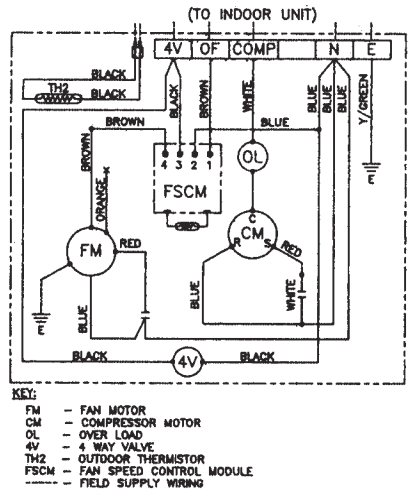 (TO INDOOR UNIT)
4V OF COMP N E
BLACK
TH2
BLACK
BLACK
BROWN
WHITE
BLUE
BLUE
BLUE
Y/GREEN
BROWN
BLUE
BROWN
ORANGE
4 3 2 1
FSCM
OL
E
FM
RED
C
R S
CM
RED
E
BLUE
BLUE
WHITE
BLACK
4V
BLACK
KEY:
FM – FAN MOTOR
CM – COMPRESSOR MOTOR
OL – OVER LOAD
4V – 4 WAY VALVE
TH2 – OUTDOOR THERMISTOR
FSCM – FAN SPEED CONTROL MODULE
----- – FIELD SUPPLY WIRING